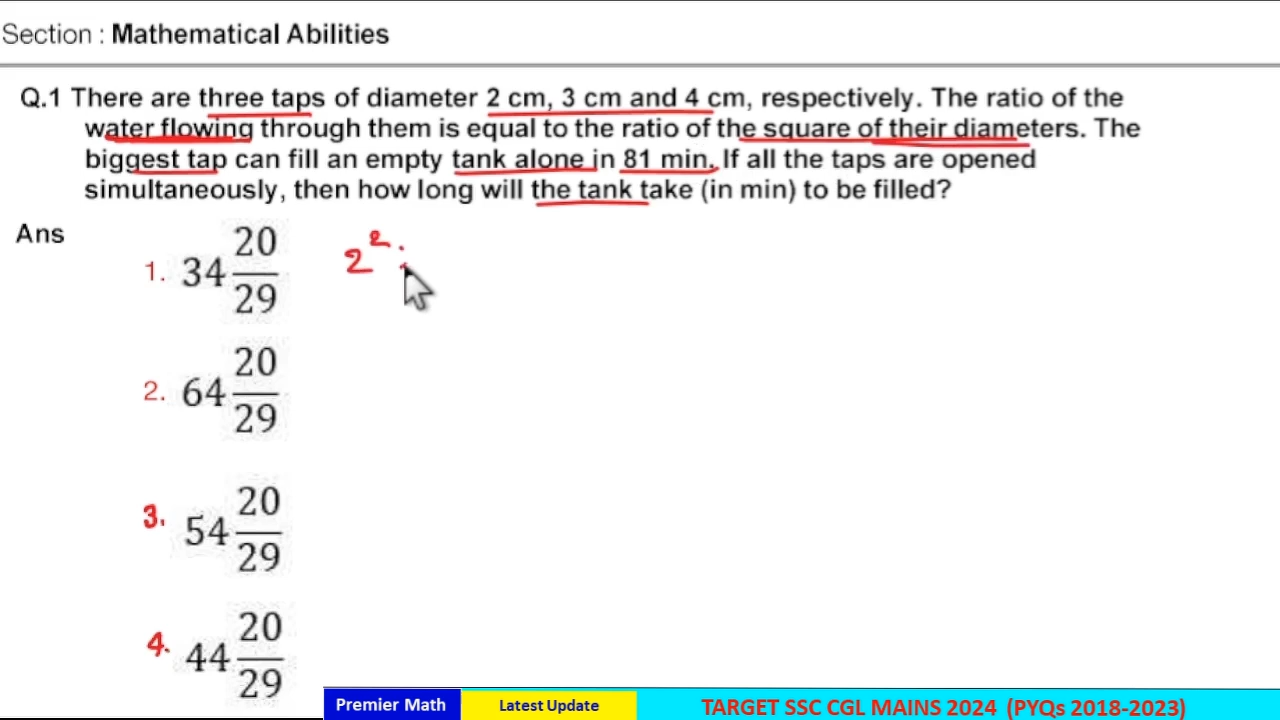 Section : Mathematical Abilities
Q.1 There are three taps of diameter 2 cm, 3 cm and 4 cm, respectively. The ratio of the
water flowing through them is equal to the ratio of the square of their diameters. The
biggest tap can fill an empty tank alone in 81 min. If all the taps are opened
simultaneously, then how long will the tank take (in min) to be filled?
Ans
1. 34 20/29
2² :
2. 64 20/29
3. 54 20/29
4. 44 20/29
Premier Math Latest Update TARGET SSC CGL MAINS 2024 (PYQs 2018-2023)